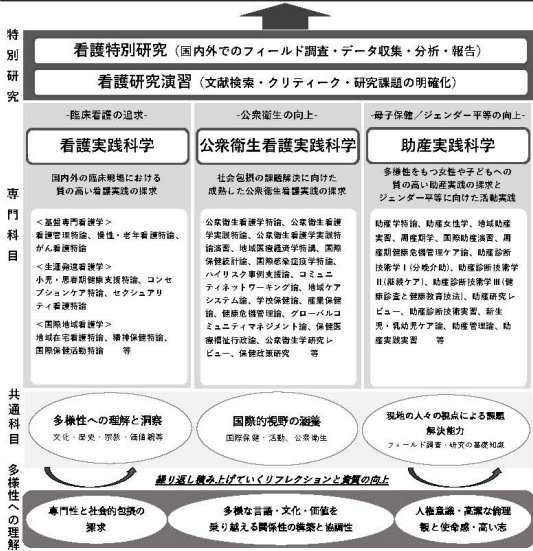 特別研究
看護特別研究（国内外でのフィールド調査・データ収集・分析・報告）
看護研究演習（文献検索・クリティーク・研究課題の明確化）
専門科目
-臨床看護の追求-
看護実践科学
国内外の臨床現場における
質の高い看護実践の探求
＜基盤専門看護学＞
看護管理特論、慢性・老年看護特論、
がん看護特論
＜生涯発達看護学＞
小児・思春期健康支援特論、コンセ
プションケア特論、セクシュアリ
ティ看護特論
＜国際地域看護学＞
地域在宅看護特論、精神保健特論、
国際保健活動特論　等
-公衆衛生の向上-
公衆衛生看護実践科学
社会包摂の課題解決に向けた
成熟した公衆衛生看護実践の探求
公衆衛生看護学特論、公衆衛生看護
学実践特論、公衆衛生看護学実践特
論演習、地域医療経済学特講、国際
保健統計論、国際感染症疫学特論、
ハイリスク事例支援論、コミュニ
ティネットワーキング論、地域ケア
システム論、学校保健論、産業保健
論、健康危機管理論、グローバルコ
ミュニティマネジメント論、保健医
療福祉行政論、公衆衛生学研究レ
ビュー、保健政策研究　等
-母子保健／ジェンダー平等の向上-
助産実践科学
多様性をもつ女性や子どもへの
質の高い助産実践の探求と
ジェンダー平等に向けた活動実践
助産学特論、助産女性学、地域助産
実習、周産期学、国際助産演習、周
産期健康危機管理ケア論、助産診断
技術学Ⅰ(分娩介助)、助産診断技術学
Ⅱ(継続ケア)、助産診断技術学Ⅲ(健
康診査と健康教育技法)、助産研究レ
ビュー、助産診断技術実習、新生
児・乳幼児ケア論、助産管理論、助
産実践実習　等
共通科目
多様性への理解と洞察
文化・歴史・宗教・価値観等
国際的視野の涵養
国際保健・活動、公衆衛生
現地の人々の視点による課題
解決能力
フィールド調査・研究の基礎知識
繰り返し積み上げていくリフレクションと資質の向上
多様性への理解
専門性と社会的包摂の
探求
多様な言語・文化・価値を
乗り越える関係性の構築と協調性
人権意識・高潔な倫理
観と使命感・高い志